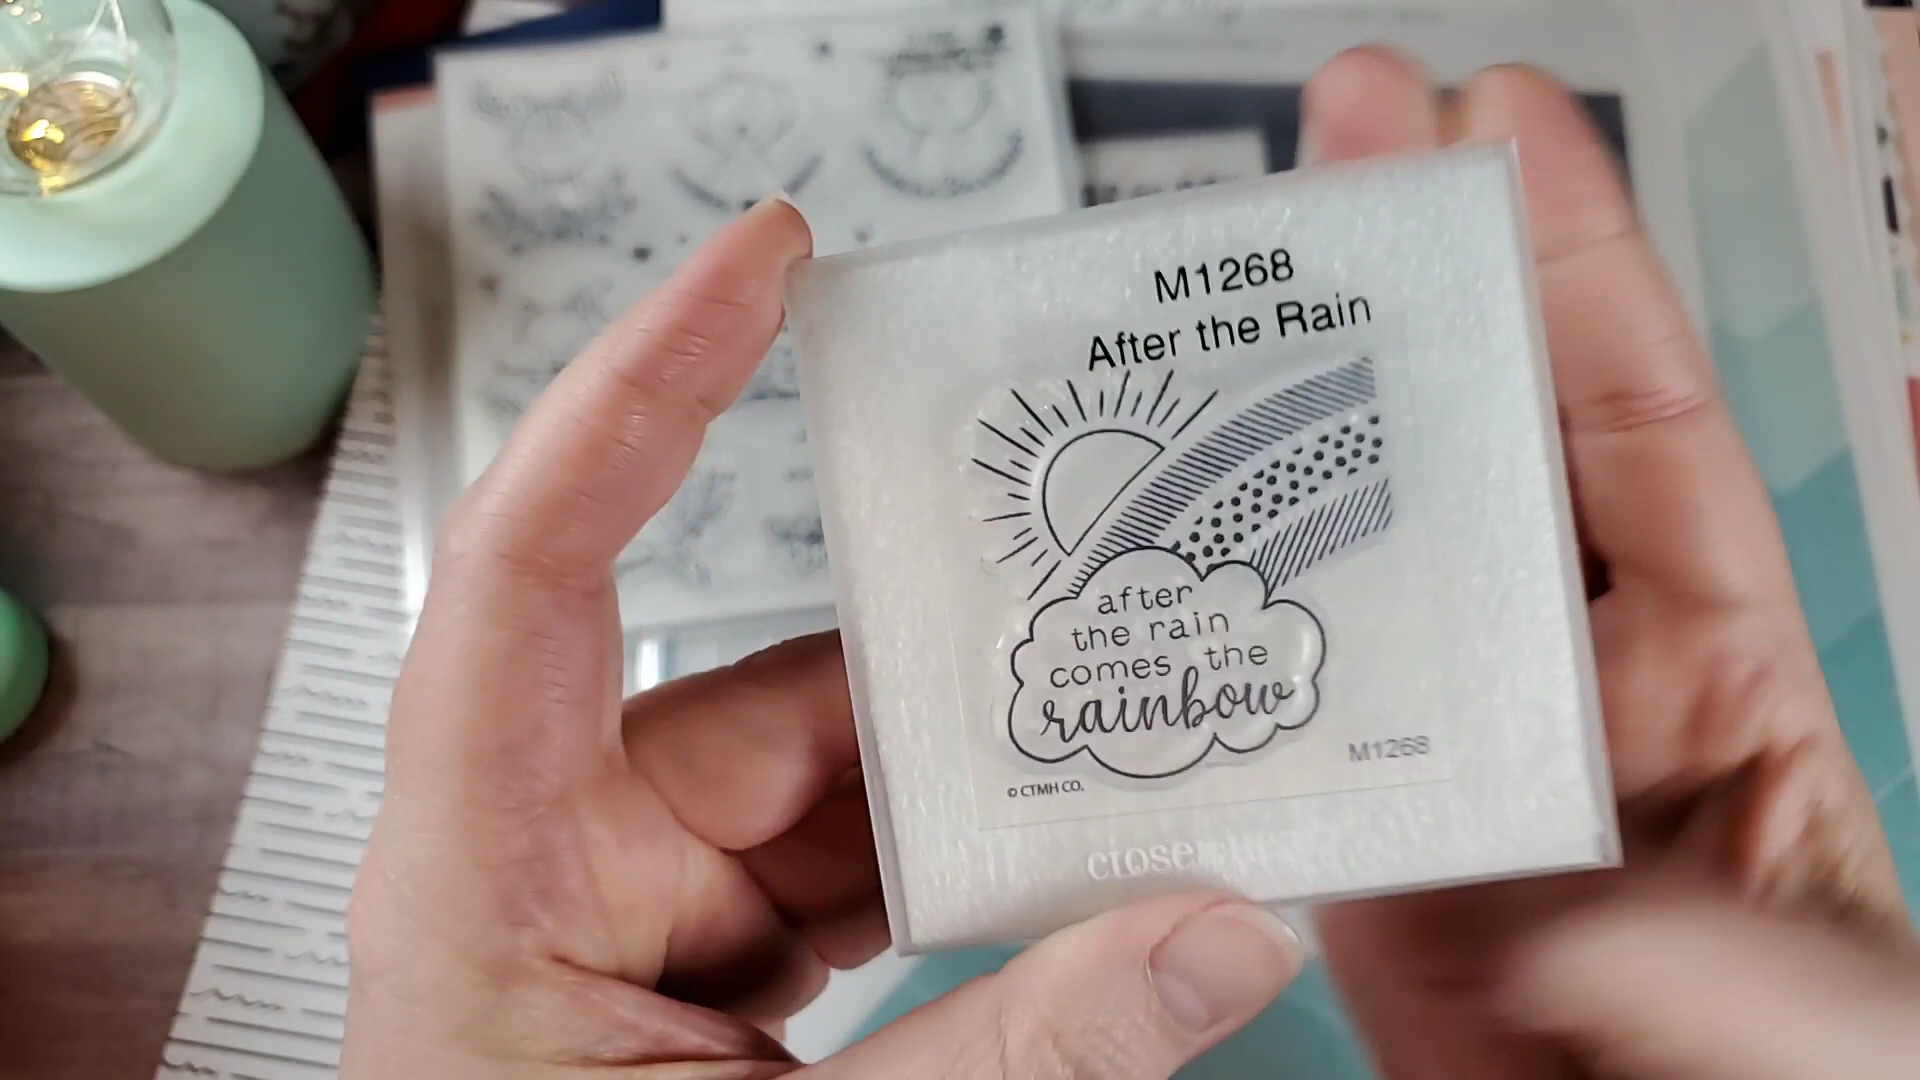 M1268
After the Rain
after
the rain
comes the
rainbow
M1268
© CTMH CO.
close